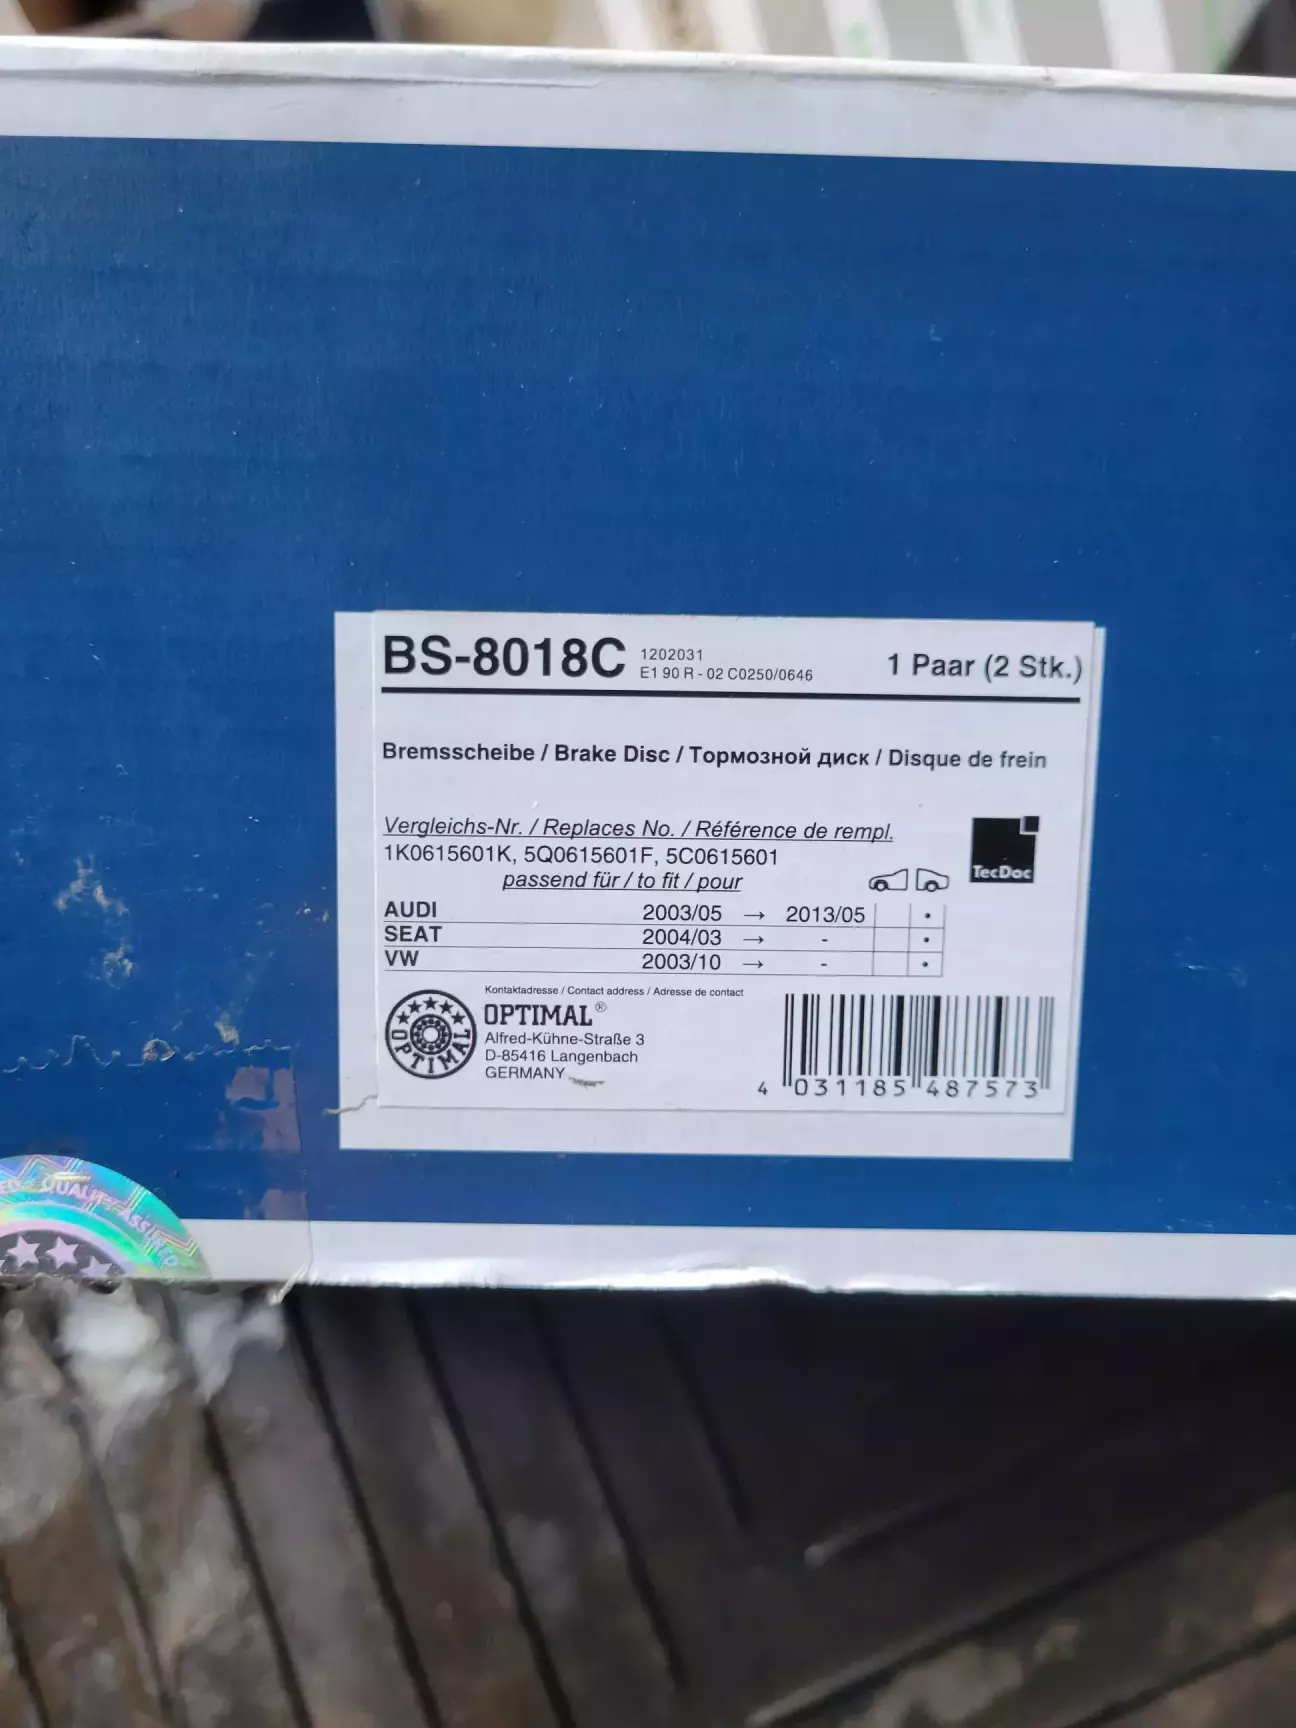 BS-8018C 1202031
E1 90 R - 02 C0250/0646
1 Paar (2 Stk.)
Bremsscheibe / Brake Disc / Тормозной диск / Disque de frein
Vergleichs-Nr. / Replaces No. / Référence de rempl.
1K0615601K, 5Q0615601F, 5C0615601
passend für / to fit / pour
TecDoc
AUDI 2003/05 → 2013/05 •
SEAT 2004/03 → - •
VW 2003/10 → - •
Kontaktadresse / Contact address / Adresse de contact
OPTIMAL®
Alfred-Kühne-Straße 3
D-85416 Langenbach
GERMANY
OPTIMAL
4 031185 487573
QUALITY ASSURED